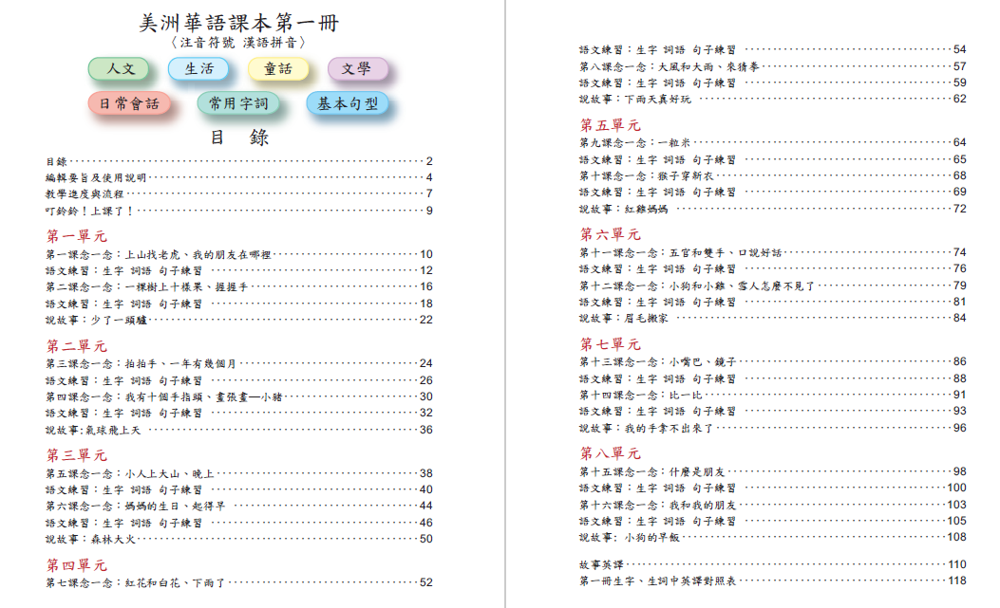 美洲華語課本第一冊
〈注音符號 漢語拼音〉
人文 生活 童話 文學
日常會話 常用字詞 基本句型
目 錄
目錄 2
編輯要旨及使用說明 4
教學進度與流程 7
叮鈴鈴！上課了！ 9
第一單元
第一課念一念：上山找老虎、我的朋友在哪裡 10
語文練習：生字 詞語 句子練習 12
第二課念一念：一棵樹上十樣果、握握手 16
語文練習：生字 詞語 句子練習 18
說故事：少了一頭驢 22
第二單元
第三課念一念：拍拍手、一年有幾個月 24
語文練習：生字 詞語 句子練習 26
第四課念一念：我有十個手指頭、畫張畫—小豬 30
語文練習：生字 詞語 句子練習 32
說故事:氣球飛上天 36
第三單元
第五課念一念：小人上大山、晚上 38
語文練習：生字 詞語 句子練習 40
第六課念一念：媽媽的生日、起得早 44
語文練習：生字 詞語 句子練習 46
說故事：森林大火 50
第四單元
第七課念一念：紅花和白花、下雨了 52
語文練習：生字 詞語 句子練習 54
第八課念一念：大風和大雨、來猜拳 57
語文練習：生字 詞語 句子練習 59
說故事：下雨天真好玩 62
第五單元
第九課念一念：一粒米 64
語文練習：生字 詞語 句子練習 65
第十課念一念：猴子穿新衣 68
語文練習：生字 詞語 句子練習 69
說故事：紅雞媽媽 72
第六單元
第十一課念一念：五官和雙手、口說好話 74
語文練習：生字 詞語 句子練習 76
第十二課念一念：小狗和小雞、雪人怎麼不見了 79
語文練習：生字 詞語 句子練習 81
說故事：眉毛搬家 84
第七單元
第十三課念一念：小嘴巴、鏡子 86
語文練習：生字 詞語 句子練習 88
第十四課念一念：比一比 91
語文練習：生字 詞語 句子練習 93
說故事：我的手拿不出來了 96
第八單元
第十五課念一念：什麼是朋友 98
語文練習：生字 詞語 句子練習 100
第十六課念一念：我和我的朋友 103
語文練習：生字 詞語 句子練習 105
說故事: 小狗的早飯 108
故事英譯 110
第一冊生字、生詞中英譯對照表 118